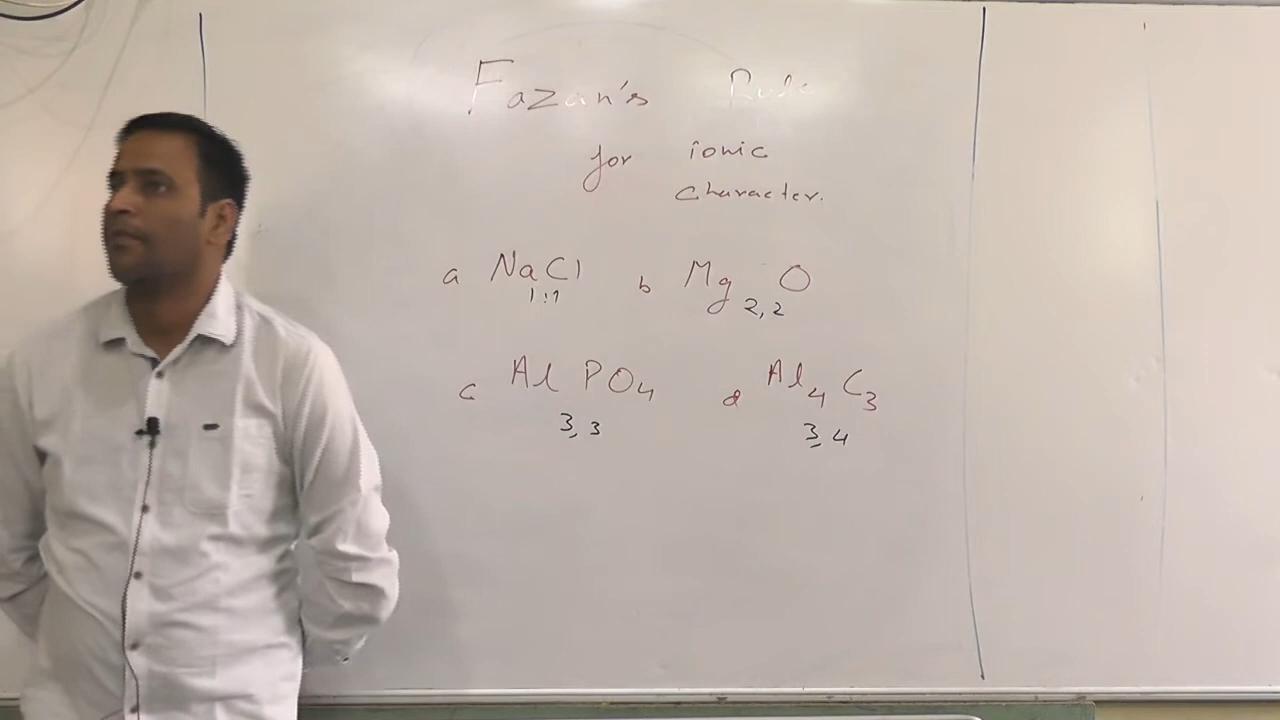 Fazan's Rule
for ionic
character.
a NaCl b Mg O
1:1 2,2
c Al PO4 d Al4 C3
3,3 3,4